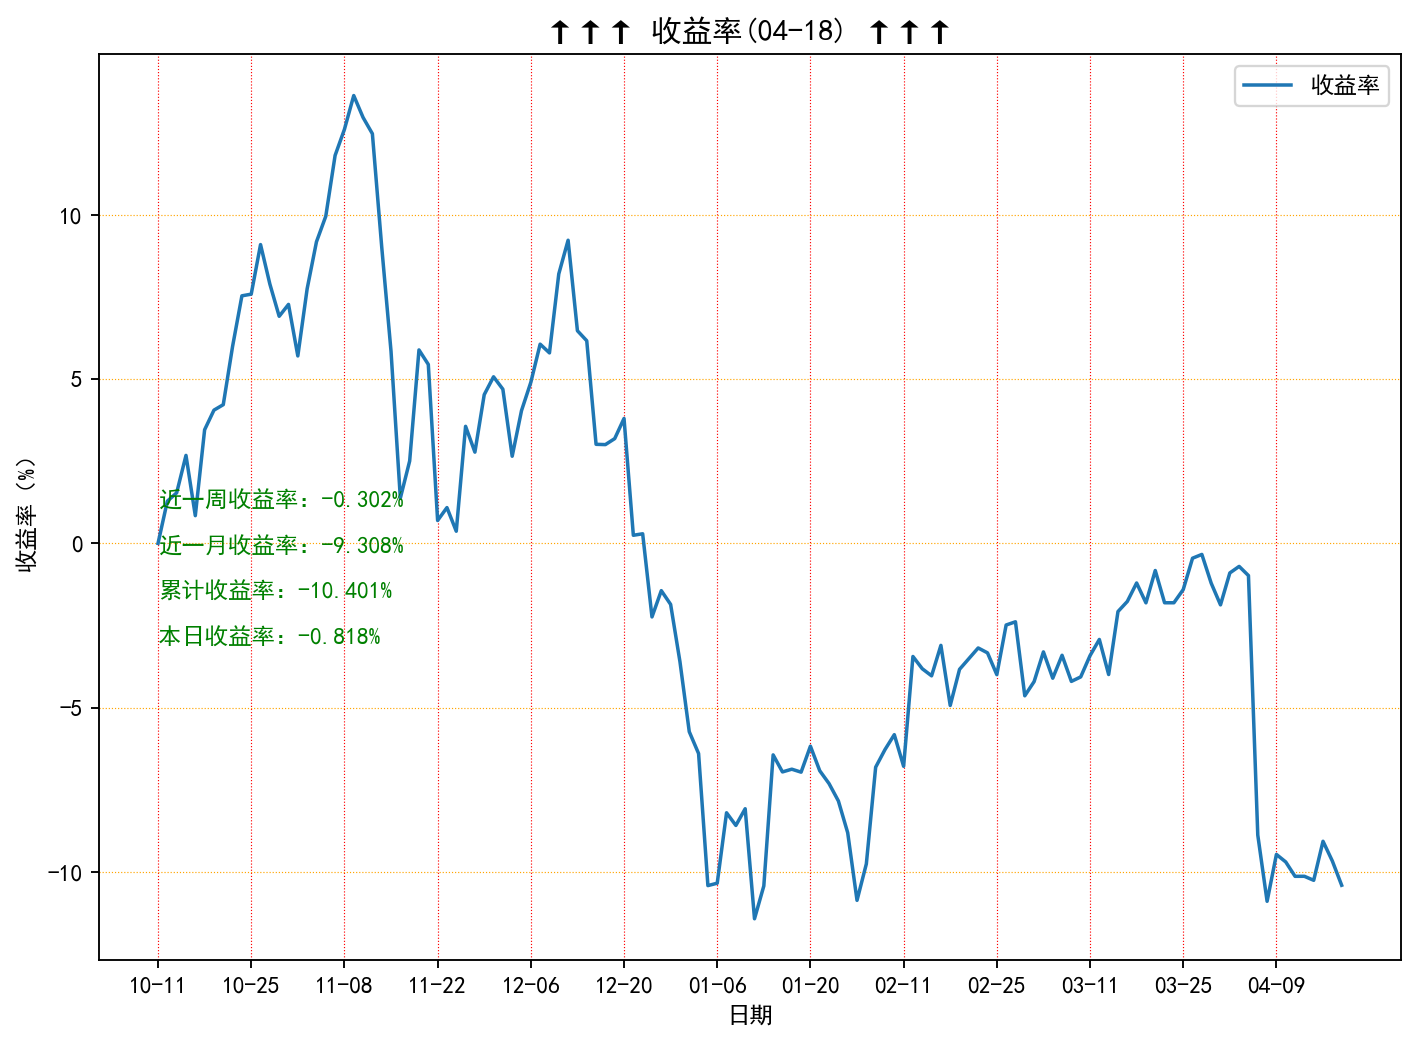 ↑↑↑ 收益率(04-18) ↑↑↑
收益率
收益率（%）
10
5
0
-5
-10
近一周收益率：-0.302%
近一月收益率：-9.308%
累计收益率：-10.401%
本日收益率：-0.818%
10-11 10-25 11-08 11-22 12-06 12-20 01-06 01-20 02-11 02-25 03-11 03-25 04-09
日期